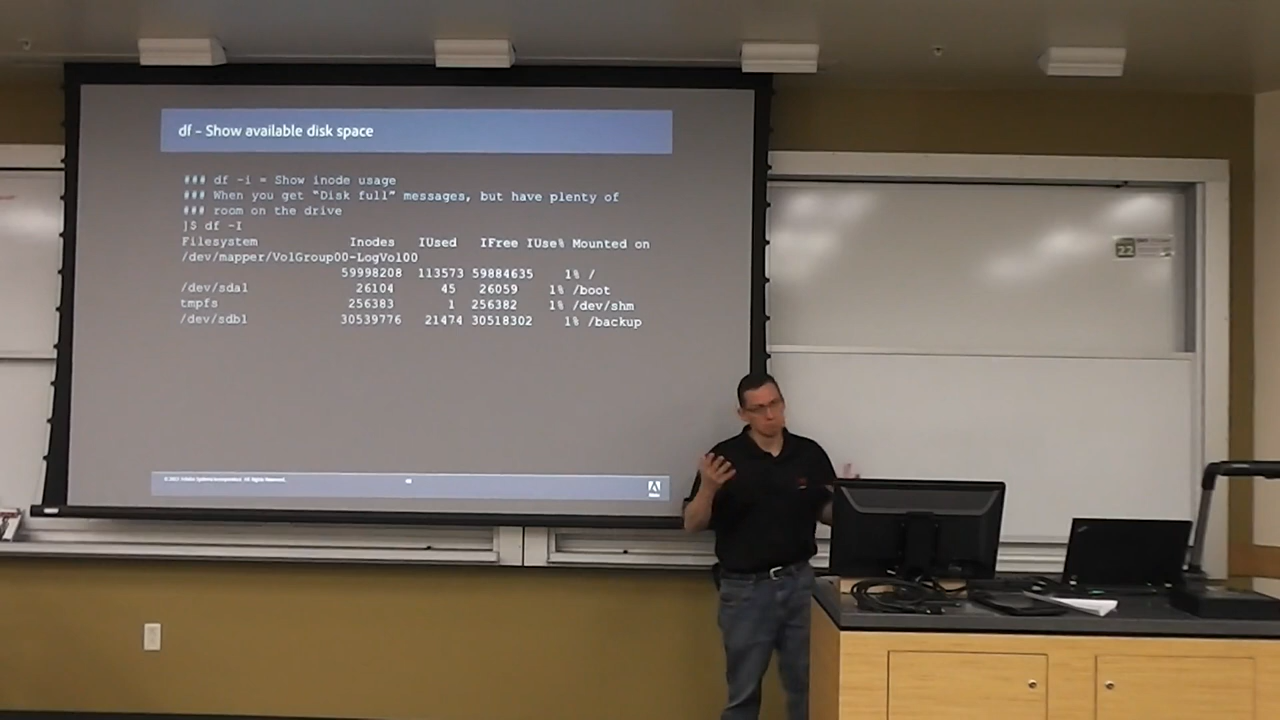 df – Show available disk space
### df -i = Show inode usage
### When you get "Disk full" messages, but have plenty of
### room on the drive
]$ df -I
Filesystem Inodes IUsed IFree IUse% Mounted on
/dev/mapper/VolGroup00-LogVol00
59998208 113573 59884635 1% /
/dev/sda1 26104 45 26059 1% /boot
tmpfs 256383 1 256382 1% /dev/shm
/dev/sdb1 30539776 21474 30518302 1% /backup
Adobe
22